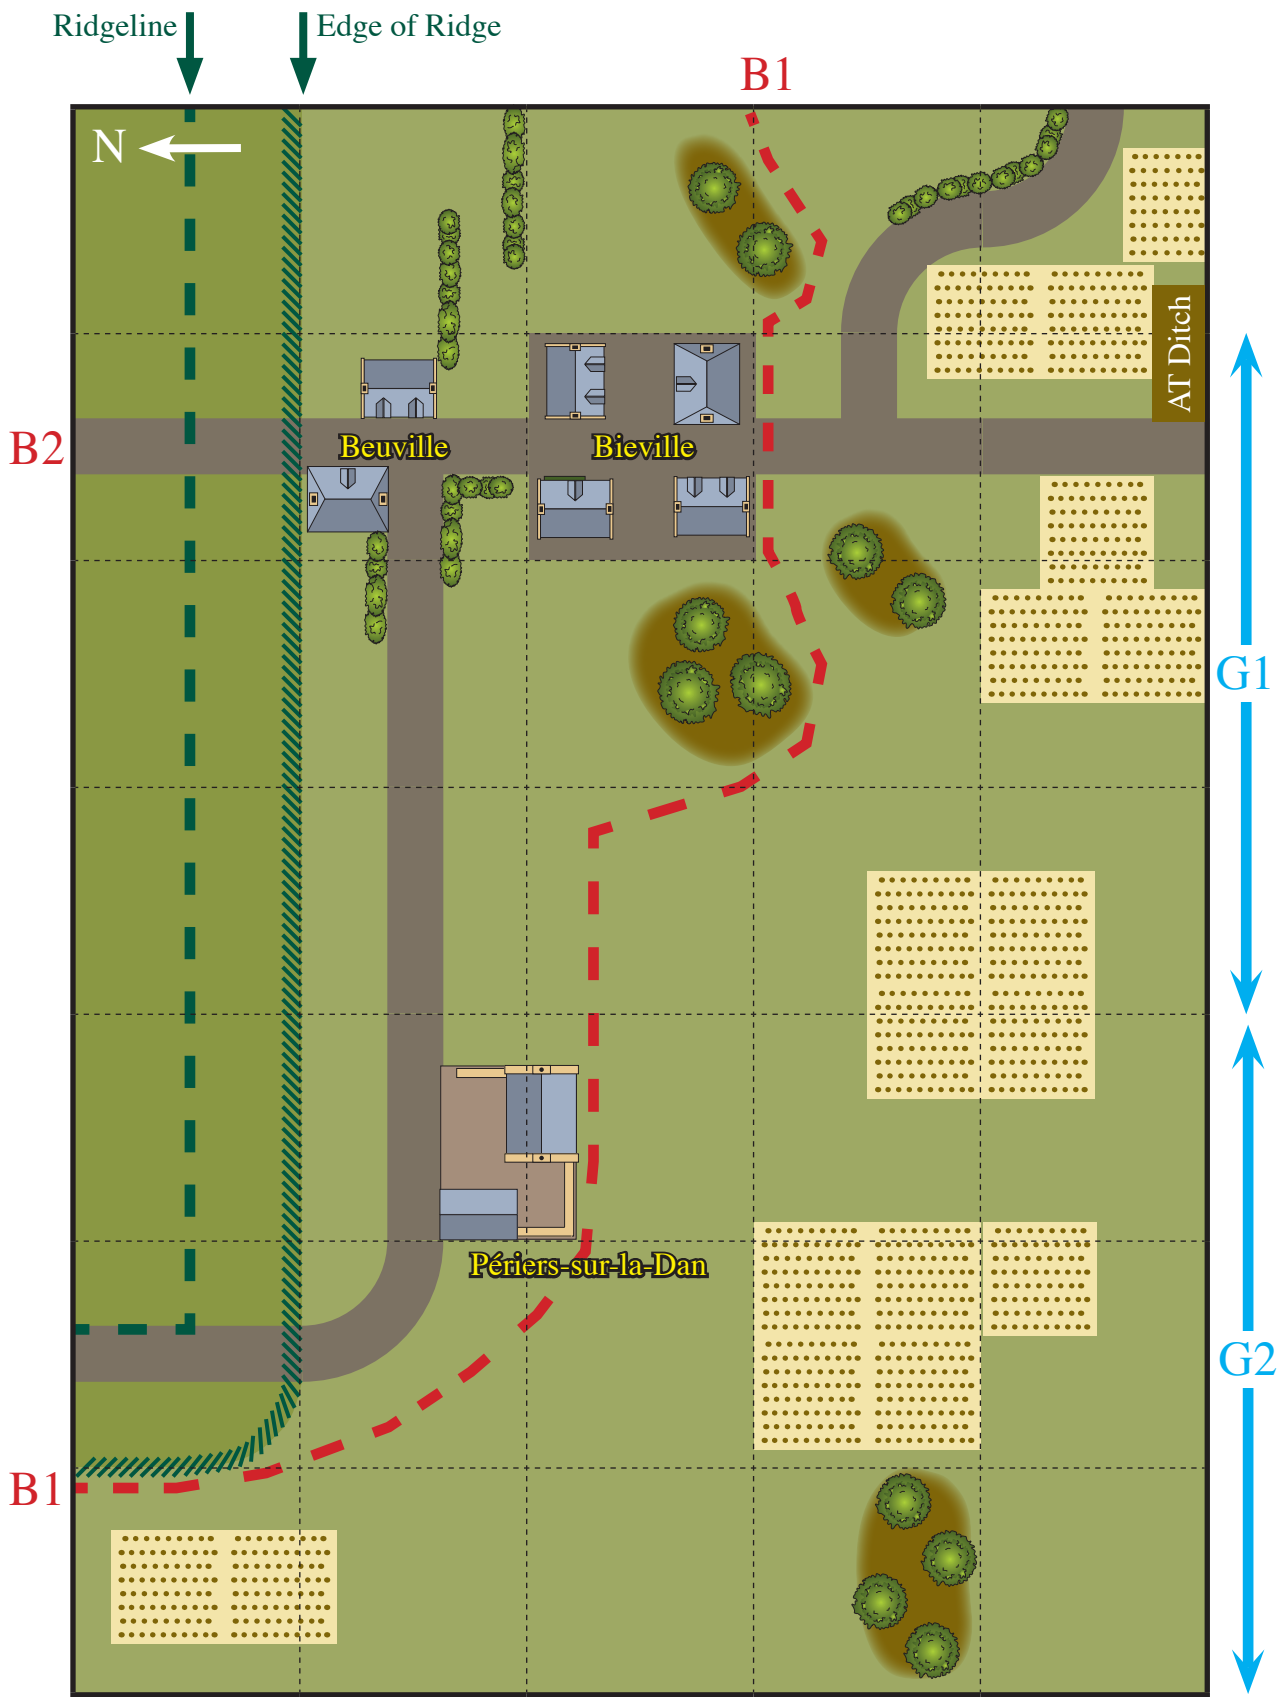 Ridgeline
Edge of Ridge
B1
N
AT Ditch
B2
Beuville
Bieville
G1
Périers-sur-la-Dan
G2
B1